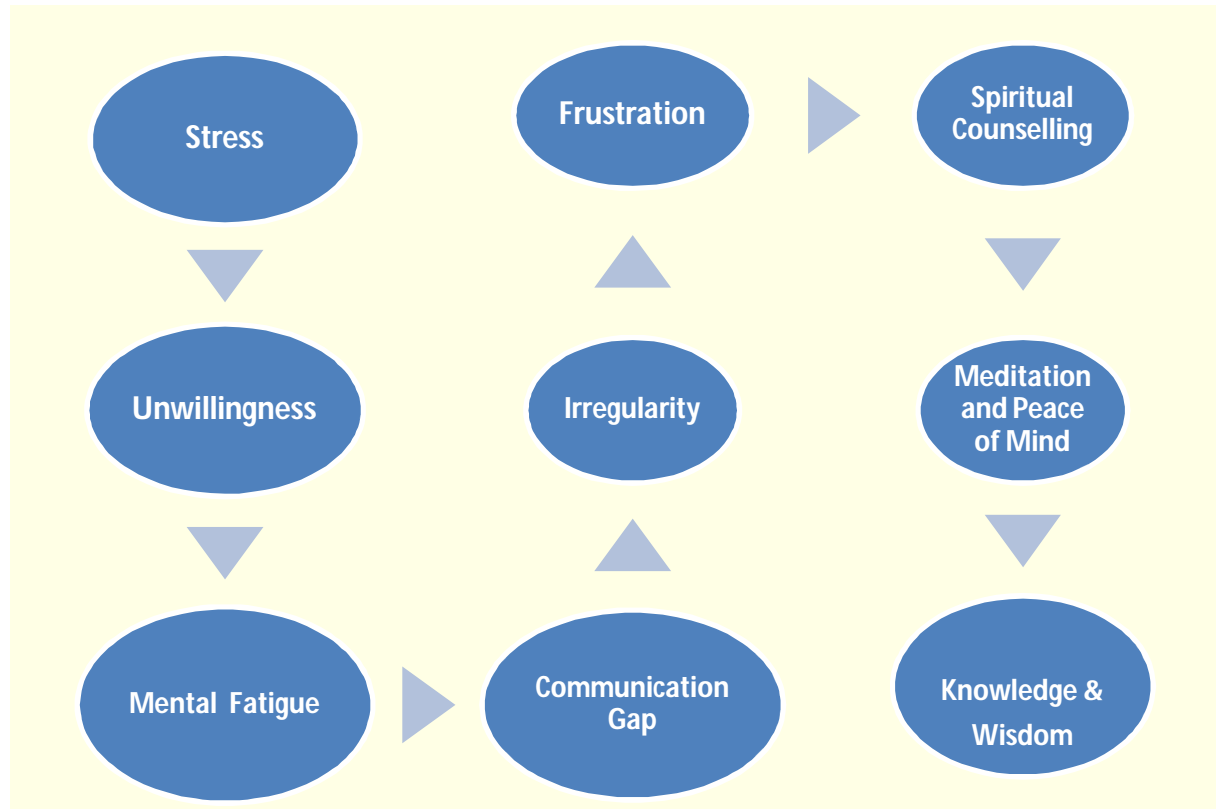 Stress
Unwillingness
Mental Fatigue
Communication
Gap
Irregularity
Frustration
Spiritual
Counselling
Meditation
and Peace
of Mind
Knowledge &
Wisdom